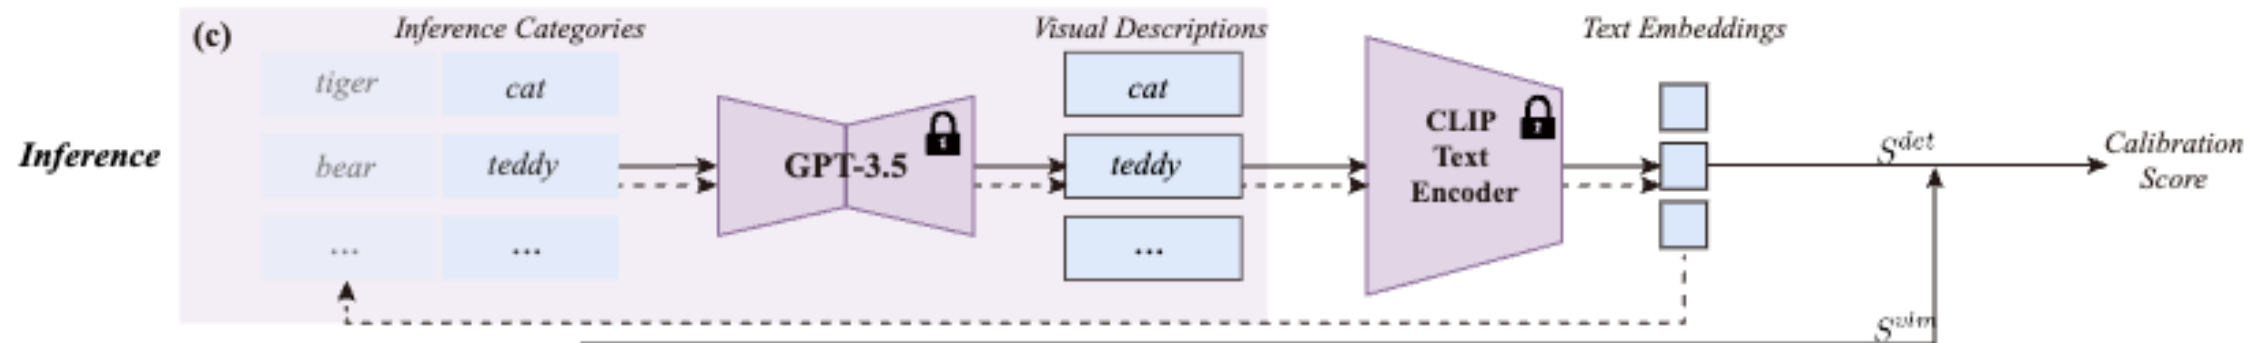 (c)
Inference Categories
Visual Descriptions
Text Embeddings
tiger
cat
cat
bear
teddy
teddy
...
...
...
Inference
GPT-3.5
CLIP
Text
Encoder
S^det
Calibration
Score
S^vlm